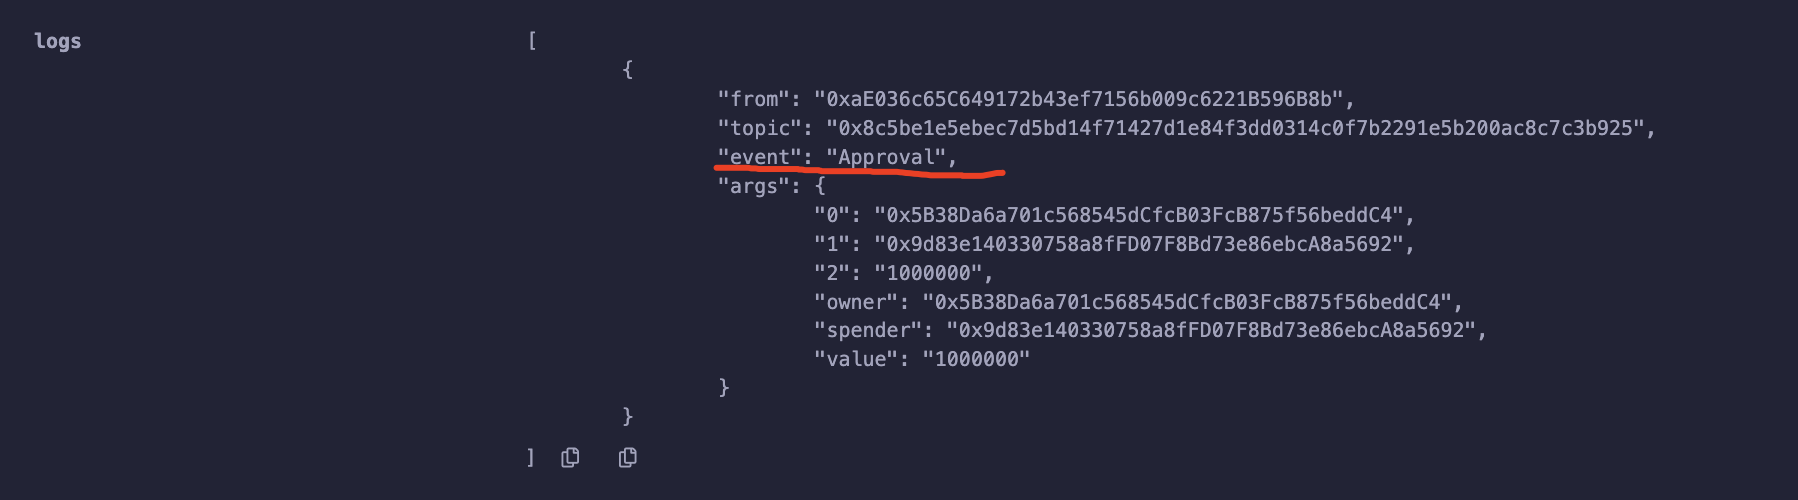 logs [
{
"from": "0xaE036c65C649172b43ef7156b009c6221B596B8b",
"topic": "0x8c5be1e5ebec7d5bd14f71427d1e84f3dd0314c0f7b2291e5b200ac8c7c3b925",
"event": "Approval",
"args": {
"0": "0x5B38Da6a701c568545dCfcB03FcB875f56beddC4",
"1": "0x9d83e140330758a8fFD07F8Bd73e86ebcA8a5692",
"2": "1000000",
"owner": "0x5B38Da6a701c568545dCfcB03FcB875f56beddC4",
"spender": "0x9d83e140330758a8fFD07F8Bd73e86ebcA8a5692",
"value": "1000000"
}
}
]